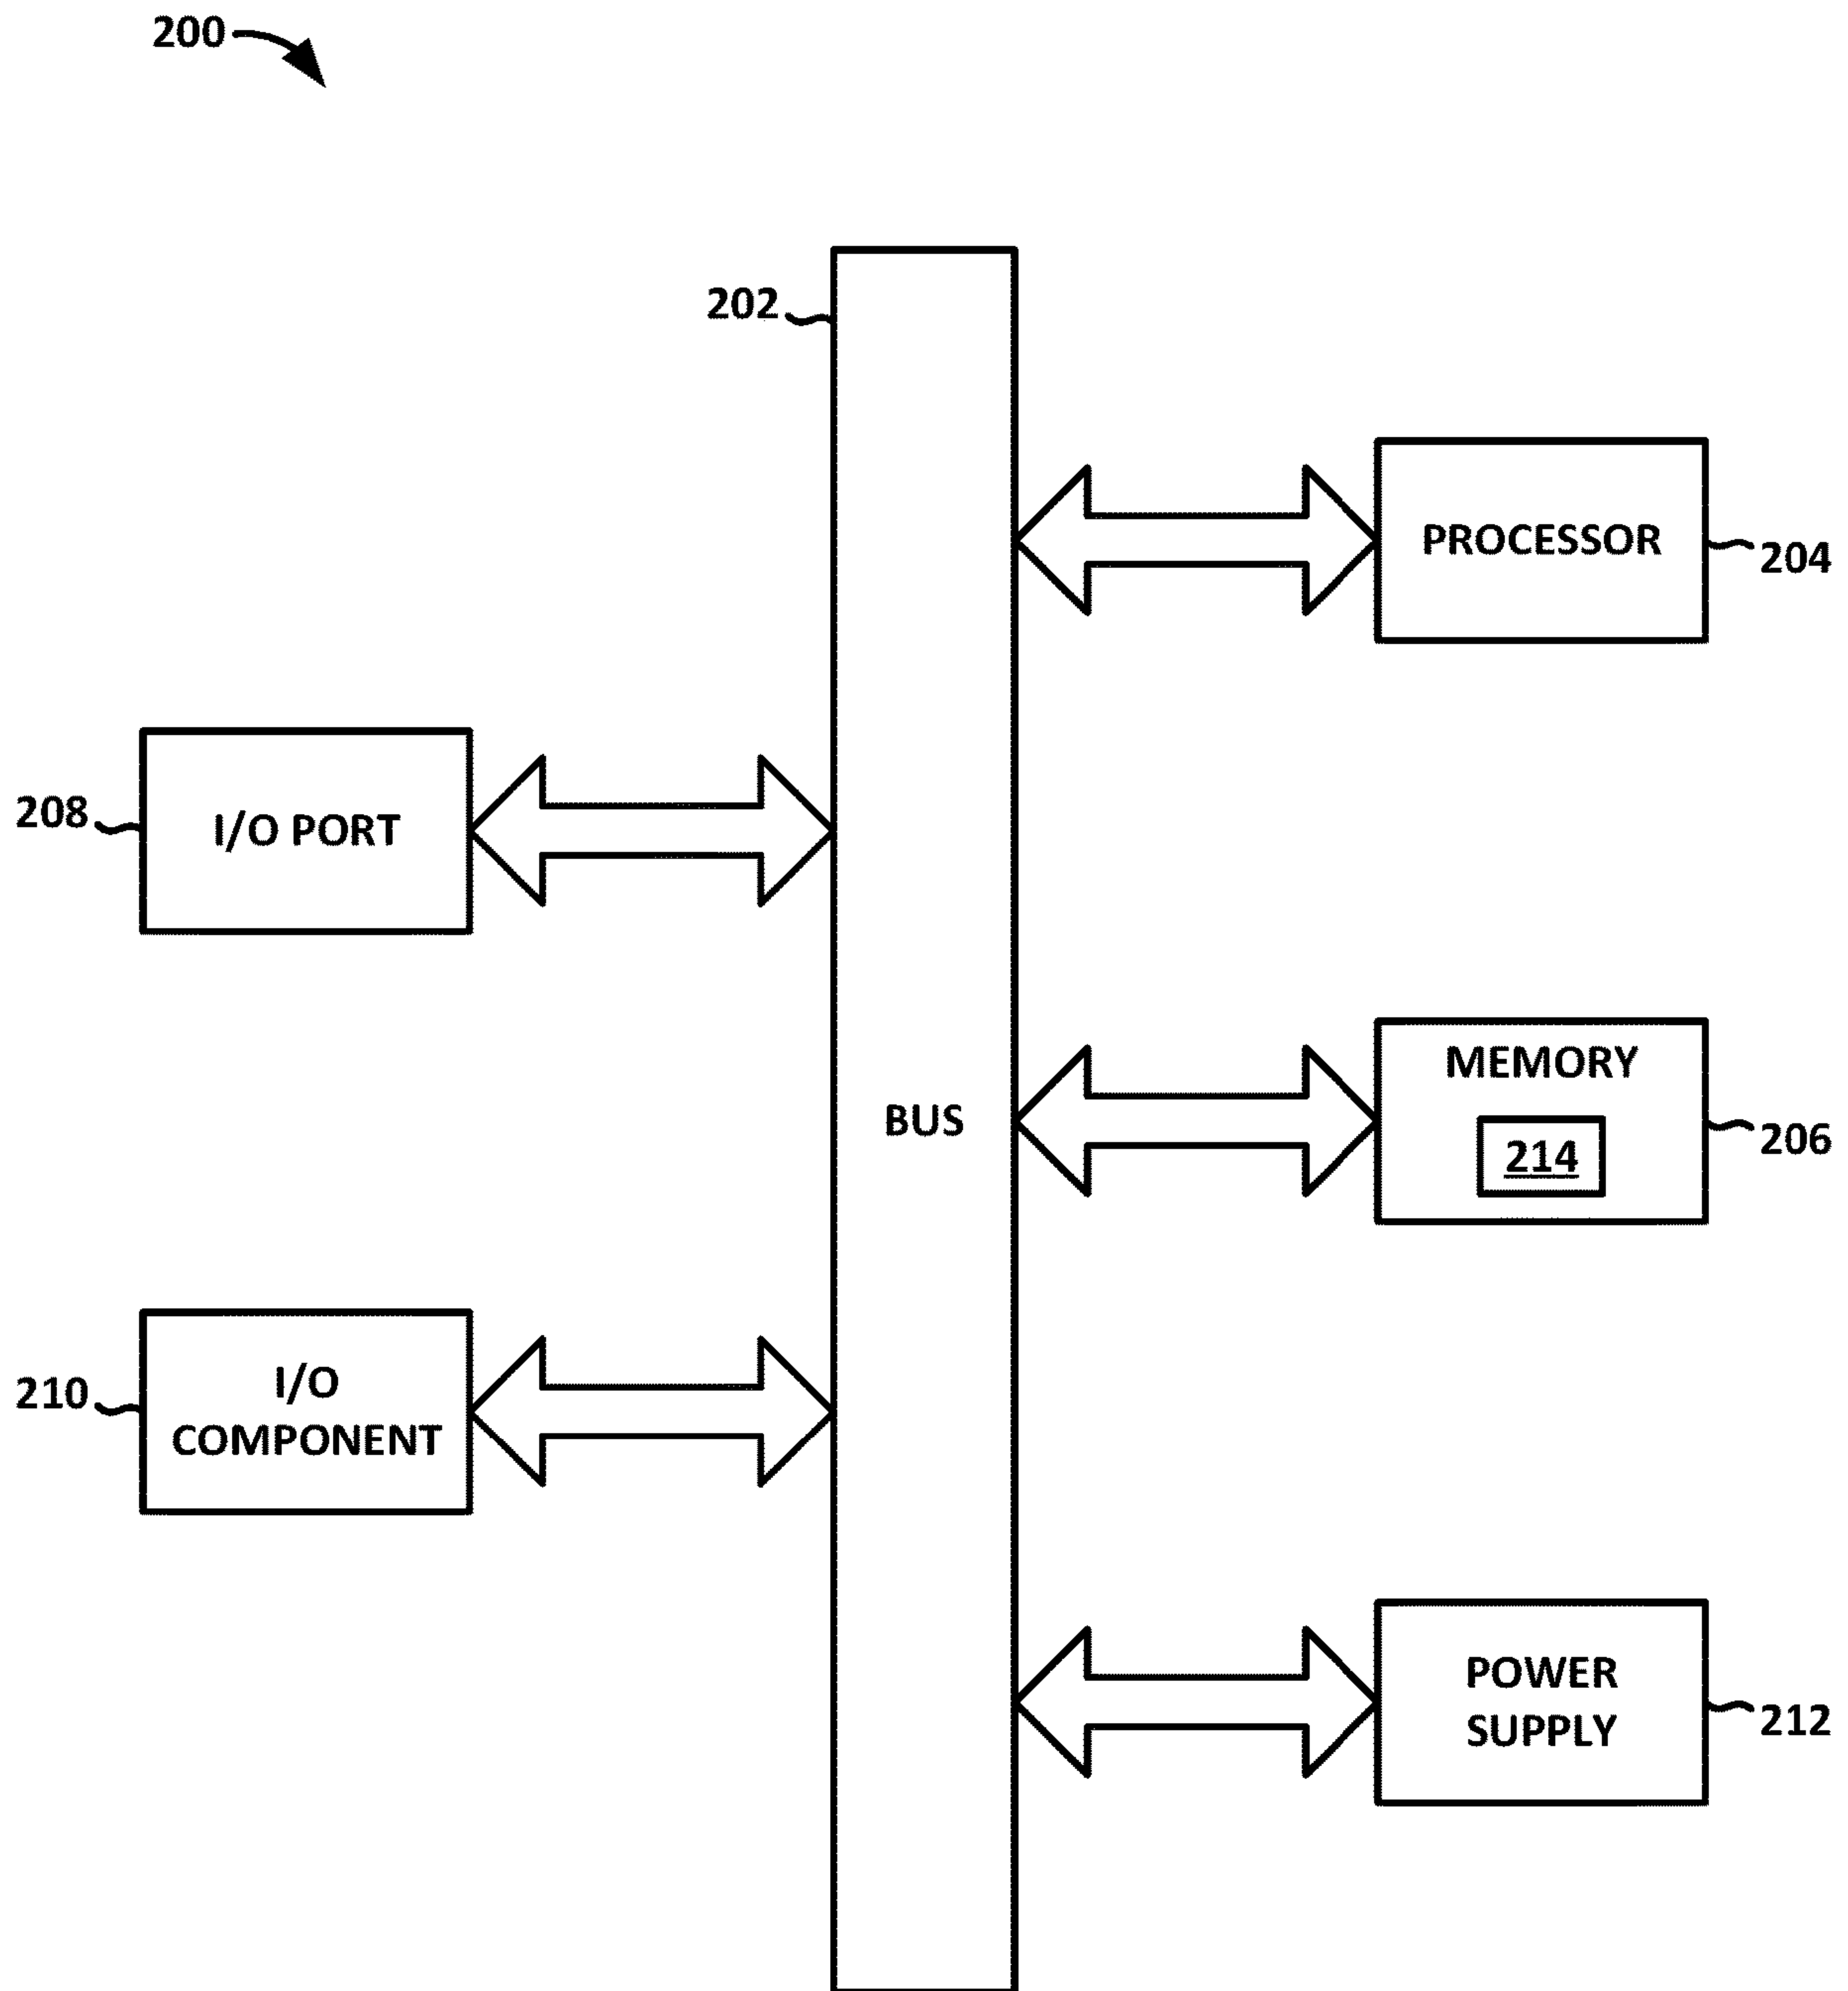 200
202
PROCESSOR
204
208
I/O PORT
MEMORY
BUS
214
206
I/O
COMPONENT
210
POWER
SUPPLY
212